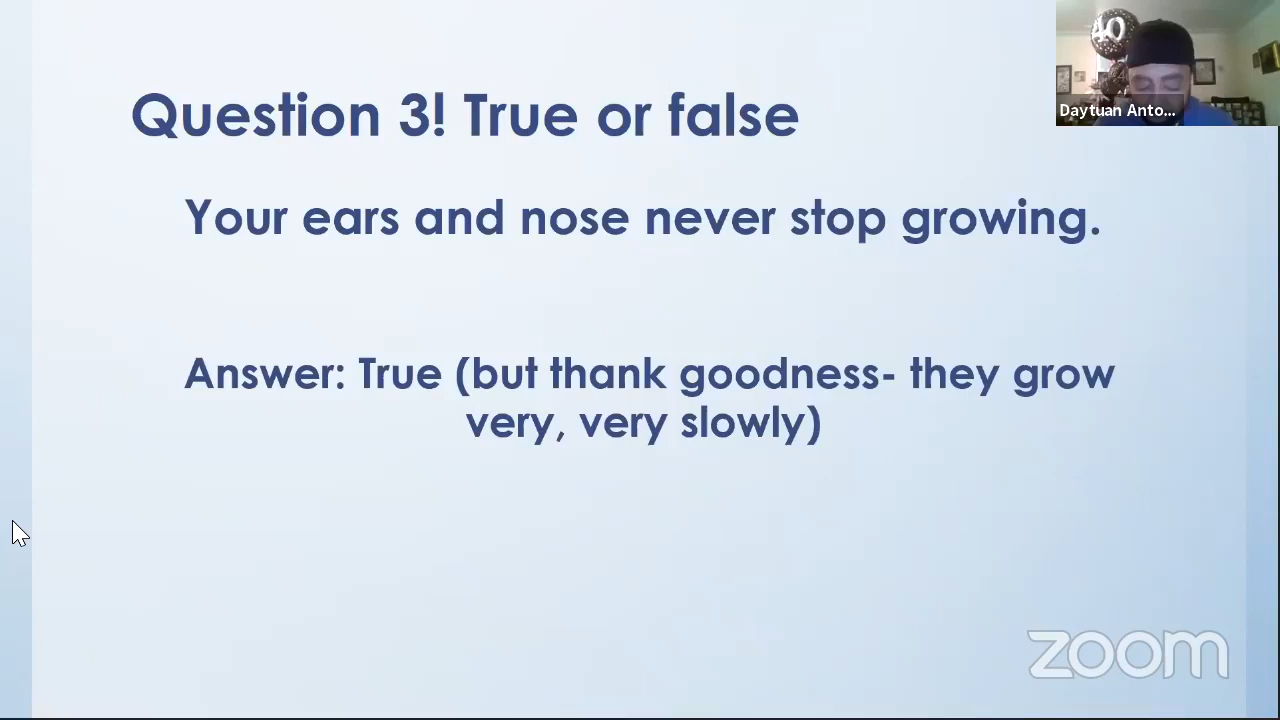 40
Daytuan Anto...
Question 3! True or false
Your ears and nose never stop growing.
Answer: True (but thank goodness- they grow
very, very slowly)
zoom